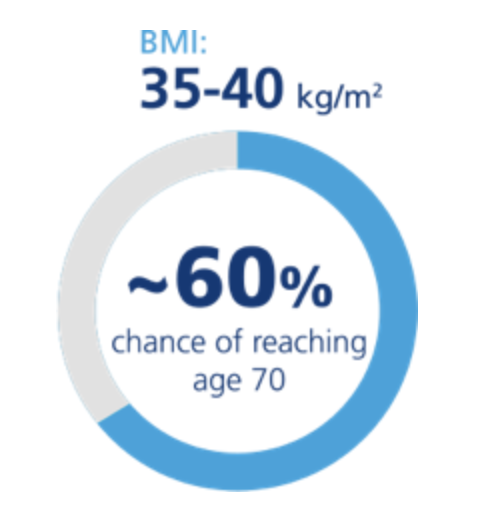 BMI:
35-40 kg/m²
~60%
chance of reaching
age 70